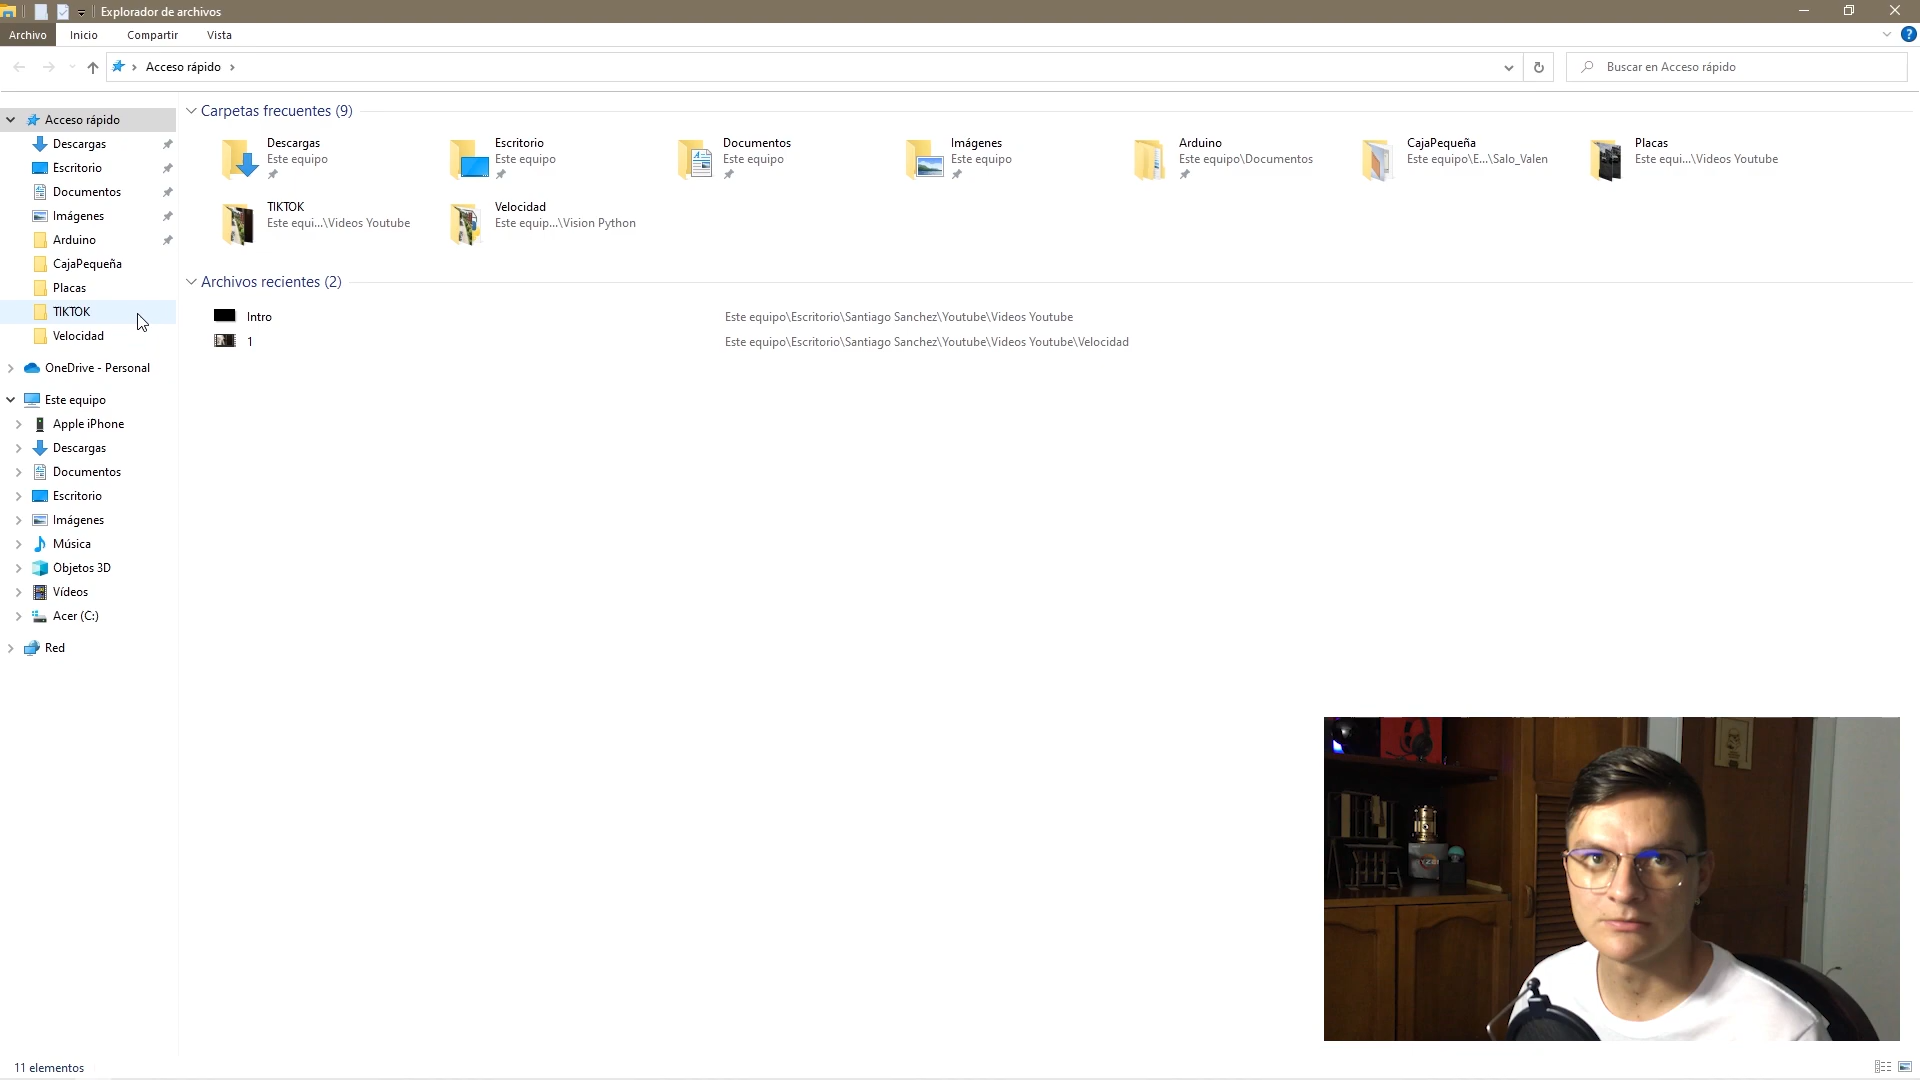 Explorador de archivos
Archivo
Inicio
Compartir
Vista
Acceso rápido
Buscar en Acceso rápido
Acceso rápido
Descargas
Escritorio
Documentos
Imágenes
Arduino
CajaPequeña
Placas
TIKTOK
Velocidad
OneDrive - Personal
Este equipo
Apple iPhone
Descargas
Documentos
Escritorio
Imágenes
Música
Objetos 3D
Vídeos
Acer (C:)
Red
Carpetas frecuentes (9)
Descargas
Este equipo
Escritorio
Este equipo
Documentos
Este equipo
Imágenes
Este equipo
Arduino
Este equipo\Documentos
CajaPequeña
Este equipo\E...\Salo_Valen
Placas
Este equi...\Videos Youtube
TIKTOK
Este equi...\Videos Youtube
Velocidad
Este equip...\Vision Python
Archivos recientes (2)
Intro
Este equipo\Escritorio\Santiago Sanchez\Youtube\Videos Youtube
1
Este equipo\Escritorio\Santiago Sanchez\Youtube\Videos Youtube\Velocidad
11 elementos